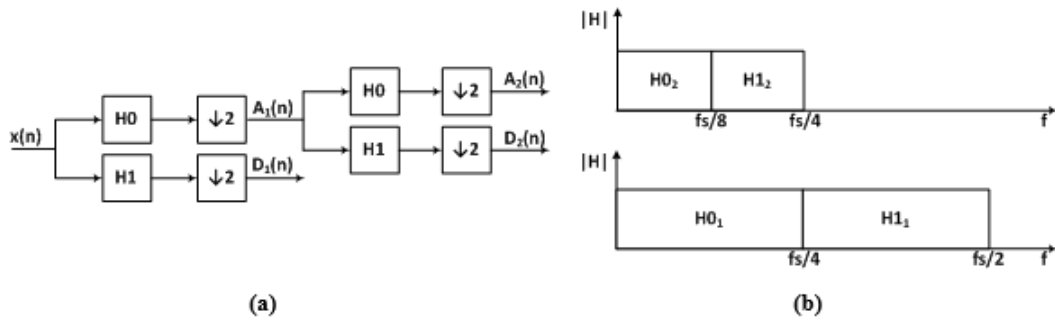 x(n)
H0
↓2
A₁(n)
H1
↓2
D₁(n)
H0
↓2
A₂(n)
H1
↓2
D₂(n)
(a)
|H|
H0₂
H1₂
fs/8
fs/4
f
|H|
H0₁
H1₁
fs/4
fs/2
f
(b)